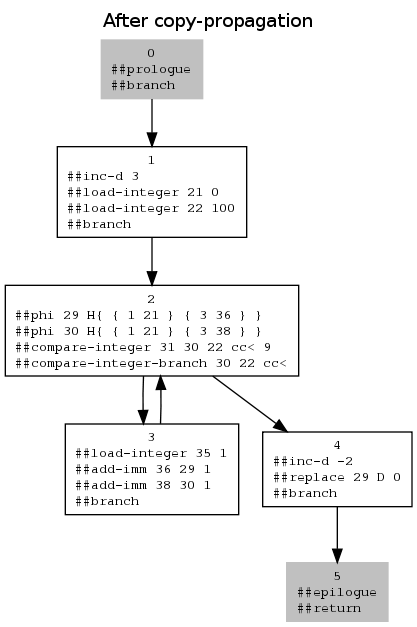 After copy-propagation
0
##prologue
##branch
1
##inc-d 3
##load-integer 21 0
##load-integer 22 100
##branch
2
##phi 29 H{ { 1 21 } { 3 36 } }
##phi 30 H{ { 1 21 } { 3 38 } }
##compare-integer 31 30 22 cc< 9
##compare-integer-branch 30 22 cc<
3
##load-integer 35 1
##add-imm 36 29 1
##add-imm 38 30 1
##branch
4
##inc-d -2
##replace 29 D 0
##branch
5
##epilogue
##return